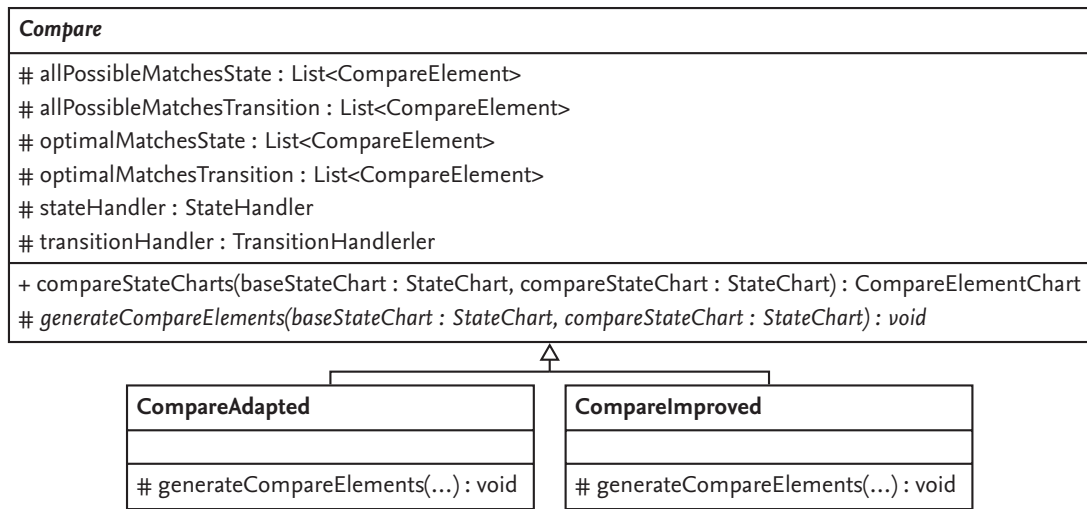 Compare
# allPossibleMatchesState : List<CompareElement>
# allPossibleMatchesTransition : List<CompareElement>
# optimalMatchesState : List<CompareElement>
# optimalMatchesTransition : List<CompareElement>
# stateHandler : StateHandler
# transitionHandler : TransitionHandlerler
+ compareStateCharts(baseStateChart : StateChart, compareStateChart : StateChart) : CompareElementChart
# generateCompareElements(baseStateChart : StateChart, compareStateChart : StateChart) : void
CompareAdapted
# generateCompareElements(...) : void
CompareImproved
# generateCompareElements(...) : void